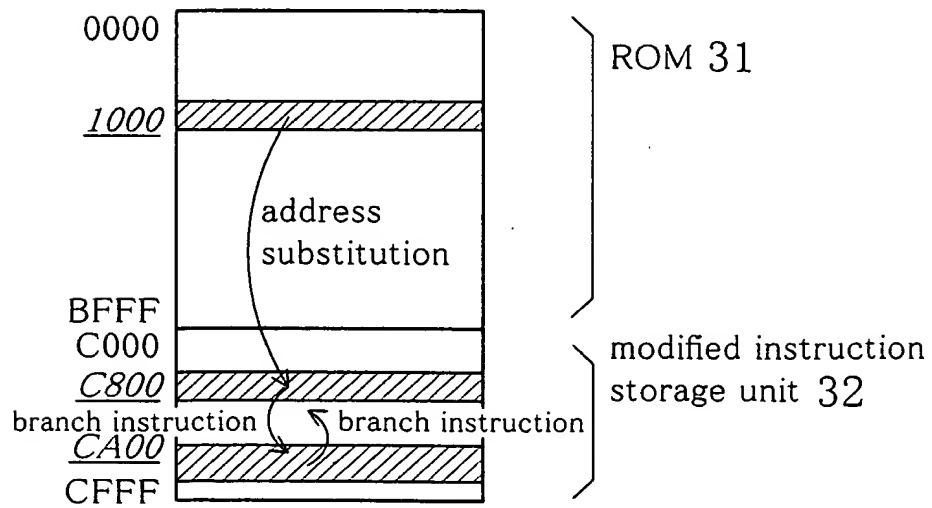 0000
ROM 31
1000
address
substitution
BFFF
C000
modified instruction
C800
storage unit 32
branch instruction
branch instruction
CA00
CFFF